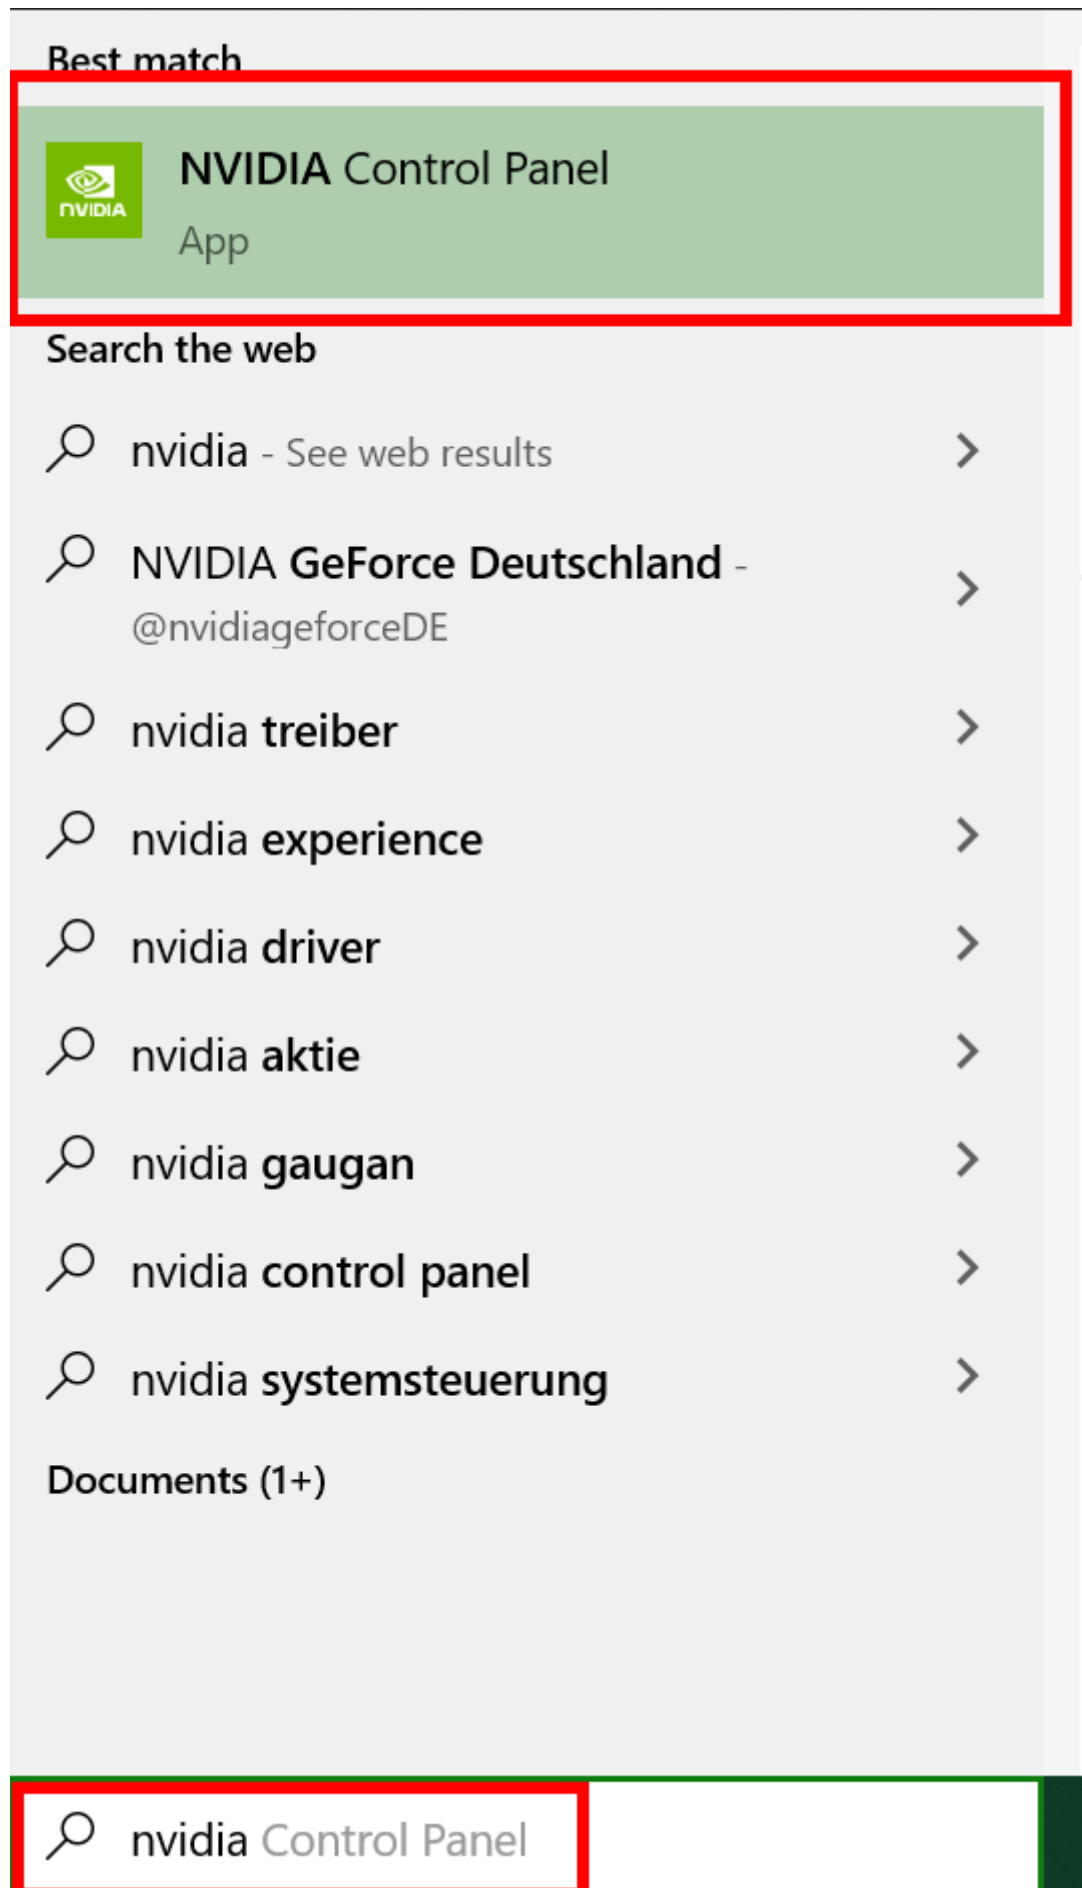 Best match
NVIDIA Control Panel
NVIDIA
App
Search the web
nvidia - See web results
NVIDIA GeForce Deutschland -
@nvidiageforceDE
nvidia treiber
nvidia experience
nvidia driver
nvidia aktie
nvidia gaugan
nvidia control panel
nvidia systemsteuerung
Documents (1+)
nvidia Control Panel